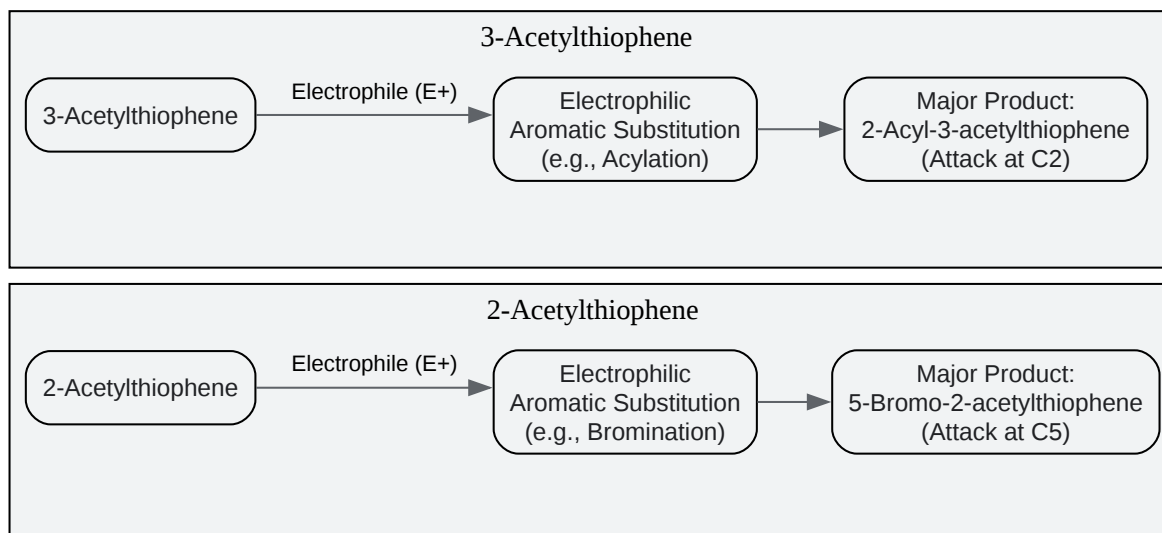 3-Acetylthiophene
3-Acetylthiophene
Electrophile (E+)
Electrophilic
Aromatic Substitution
(e.g., Acylation)
Major Product:
2-Acyl-3-acetylthiophene
(Attack at C2)
2-Acetylthiophene
2-Acetylthiophene
Electrophile (E+)
Electrophilic
Aromatic Substitution
(e.g., Bromination)
Major Product:
5-Bromo-2-acetylthiophene
(Attack at C5)